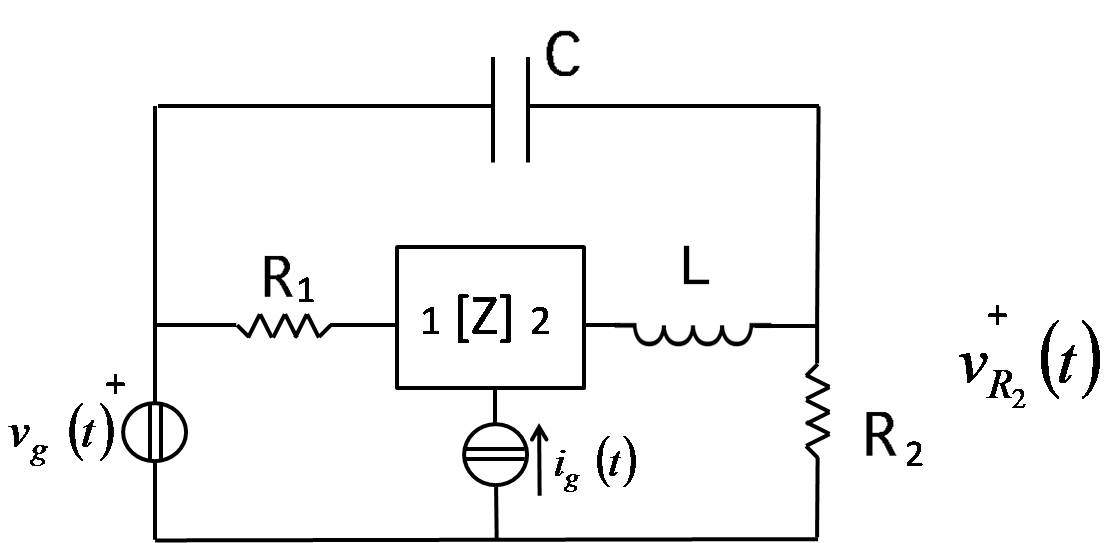 C
R1
L
1 [Z] 2
+
+
vg (t)
ig (t)
R2
vR2 (t)